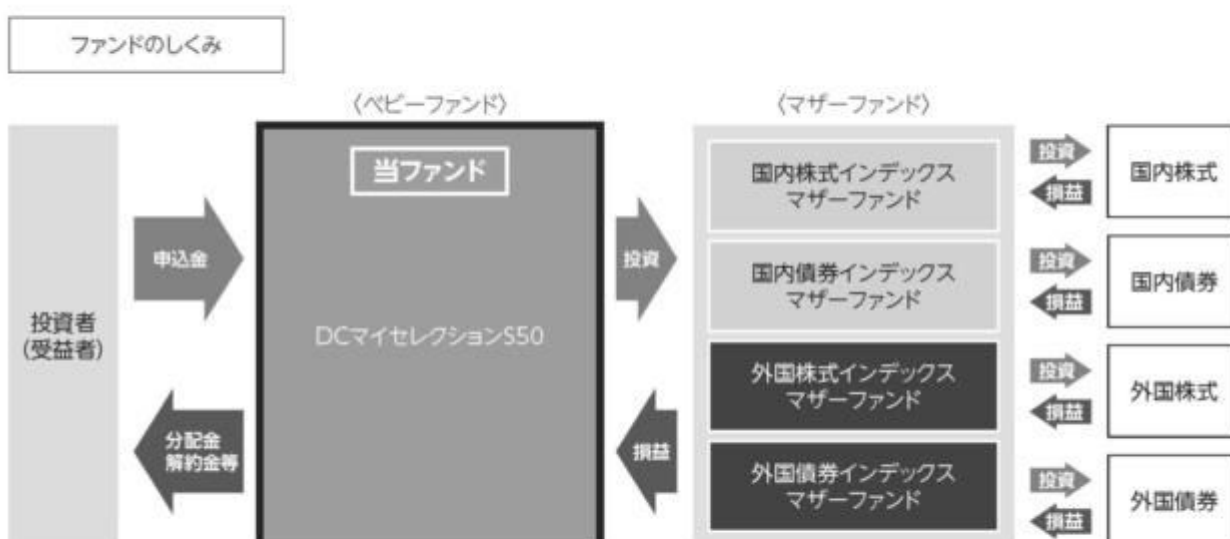 ファンドのしくみ
〈ベビーファンド〉
〈マザーファンド〉
投資者
(受益者)
申込金
分配金
解約金等
当ファンド
DCマイセレクションS50
投資
損益
国内株式インデックス
マザーファンド
投資
損益
国内株式
国内債券インデックス
マザーファンド
投資
損益
国内債券
外国株式インデックス
マザーファンド
投資
損益
外国株式
外国債券インデックス
マザーファンド
投資
損益
外国債券